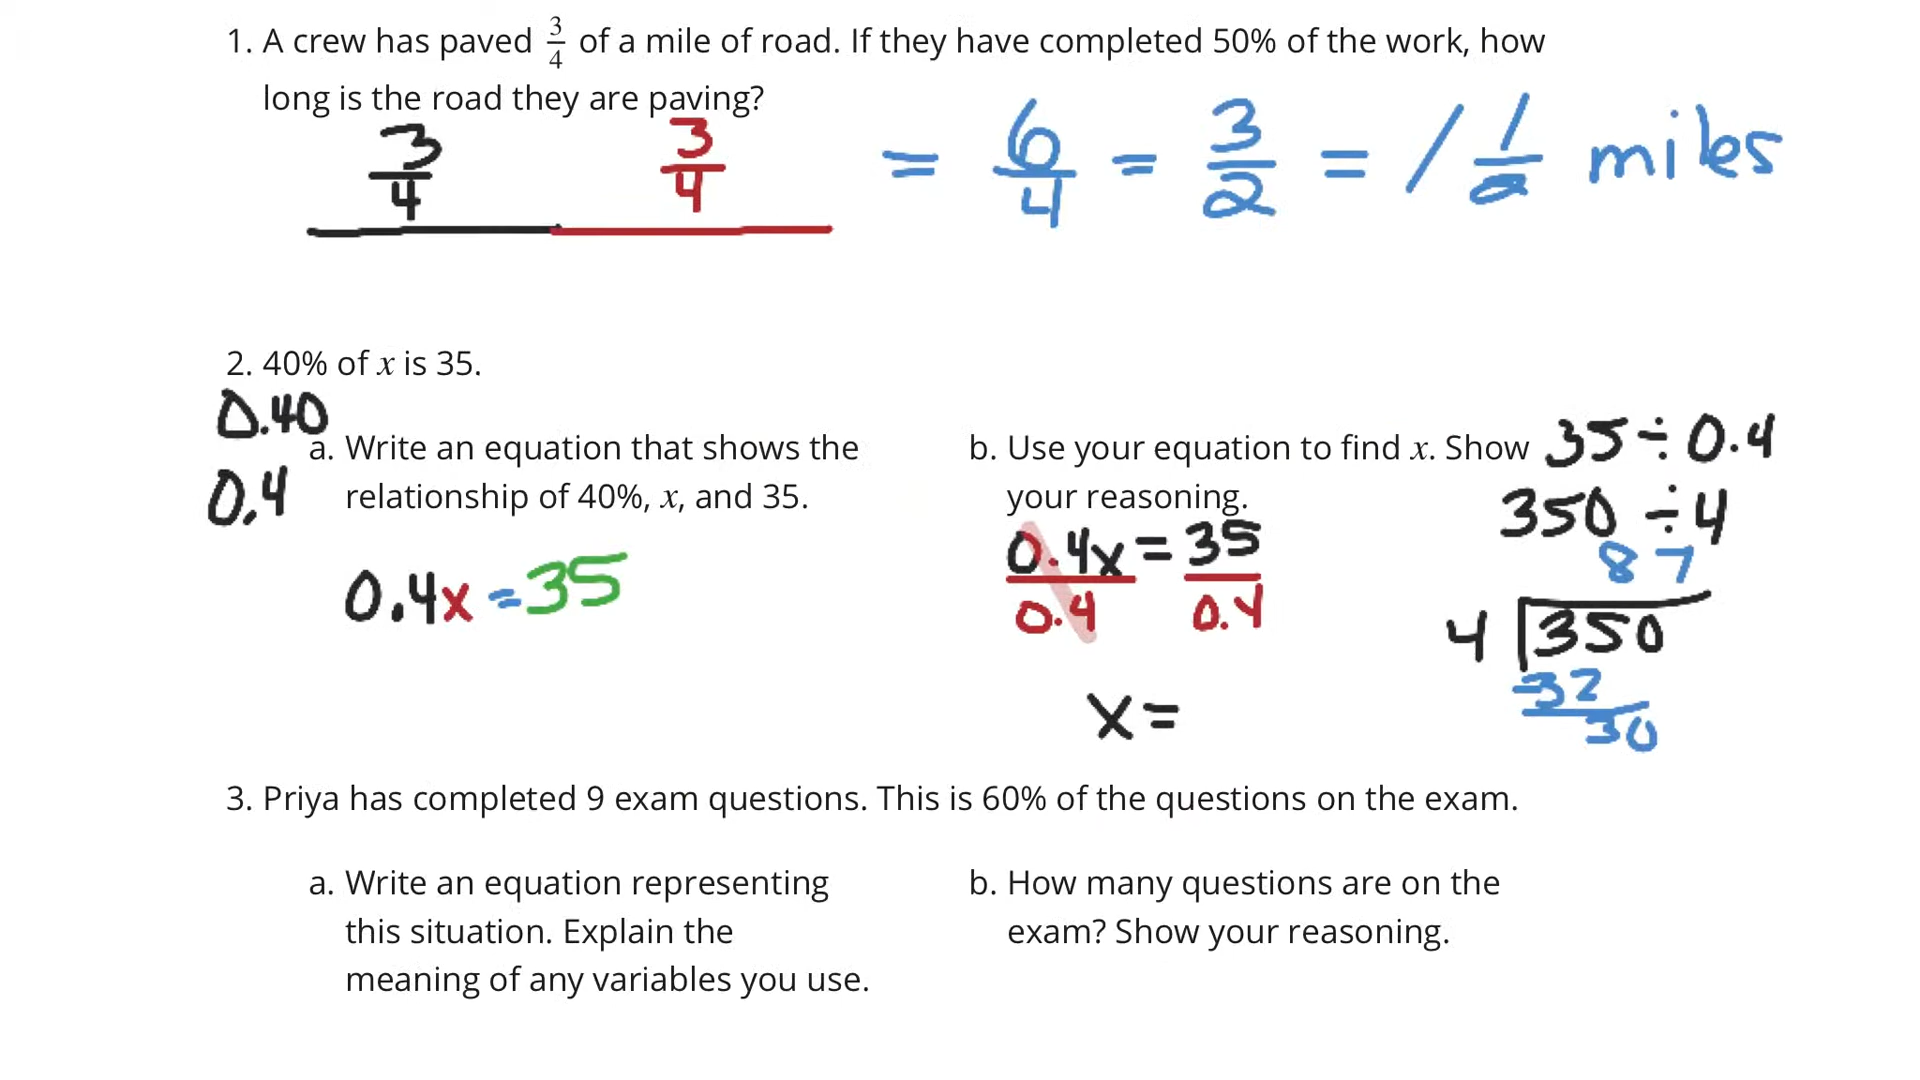 1. A crew has paved 3/4 of a mile of road. If they have completed 50% of the work, how
long is the road they are paving?
3/4 3/4 = 6/4 = 3/2 = 1 1/2 miles
2. 40% of x is 35.
0.40
0.4
a. Write an equation that shows the
relationship of 40%, x, and 35.
0.4x = 35
b. Use your equation to find x. Show
your reasoning.
0.4x = 35
0.4 0.4
x =
35 ÷ 0.4
350 ÷ 4
87
4 350
-32
30
3. Priya has completed 9 exam questions. This is 60% of the questions on the exam.
a. Write an equation representing
this situation. Explain the
meaning of any variables you use.
b. How many questions are on the
exam? Show your reasoning.